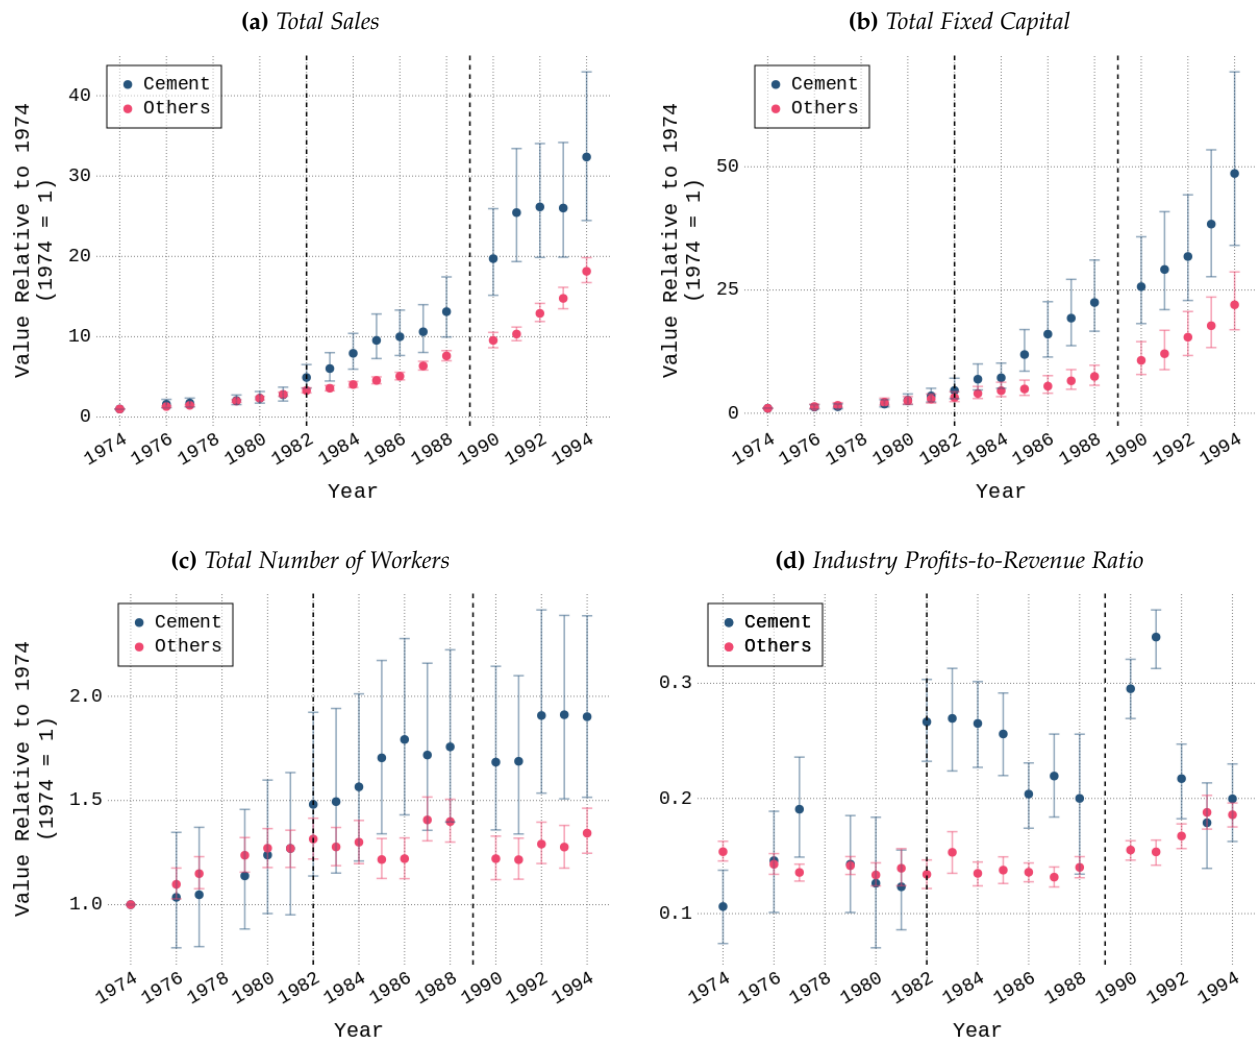 (a) Total Sales
Cement
Others
Value Relative to 1974
(1974 = 1)
40
30
20
10
0
1974 1976 1978 1980 1982 1984 1986 1988 1990 1992 1994
Year
(b) Total Fixed Capital
Cement
Others
Value Relative to 1974
(1974 = 1)
50
25
0
1974 1976 1978 1980 1982 1984 1986 1988 1990 1992 1994
Year
(c) Total Number of Workers
Cement
Others
Value Relative to 1974
(1974 = 1)
2.0
1.5
1.0
1974 1976 1978 1980 1982 1984 1986 1988 1990 1992 1994
Year
(d) Industry Profits-to-Revenue Ratio
Cement
Others
0.3
0.2
0.1
1974 1976 1978 1980 1982 1984 1986 1988 1990 1992 1994
Year